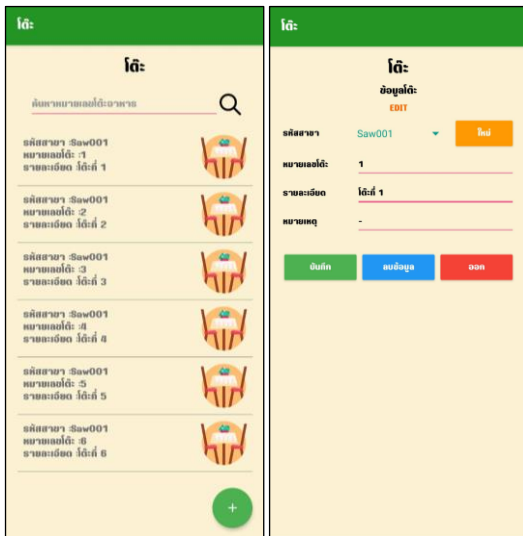 โต๊ะ
โต๊ะ
ค้นหาหมายเลขโต๊ะอาหาร
รหัสสาขา :Saw001
หมายเลขโต๊ะ :1
รายละเอียด :โต๊ะที่ 1
รหัสสาขา :Saw001
หมายเลขโต๊ะ :2
รายละเอียด :โต๊ะที่ 2
รหัสสาขา :Saw001
หมายเลขโต๊ะ :3
รายละเอียด :โต๊ะที่ 3
รหัสสาขา :Saw001
หมายเลขโต๊ะ :4
รายละเอียด :โต๊ะที่ 4
รหัสสาขา :Saw001
หมายเลขโต๊ะ :5
รายละเอียด :โต๊ะที่ 5
รหัสสาขา :Saw001
หมายเลขโต๊ะ :6
รายละเอียด :โต๊ะที่ 6
+
โต๊ะ
โต๊ะ
ข้อมูลโต๊ะ
EDIT
รหัสสาขา Saw001 ใหม่
หมายเลขโต๊ะ: 1
รายละเอียด โต๊ะที่ 1
หมายเหตุ -
บันทึก ลบข้อมูล ออก